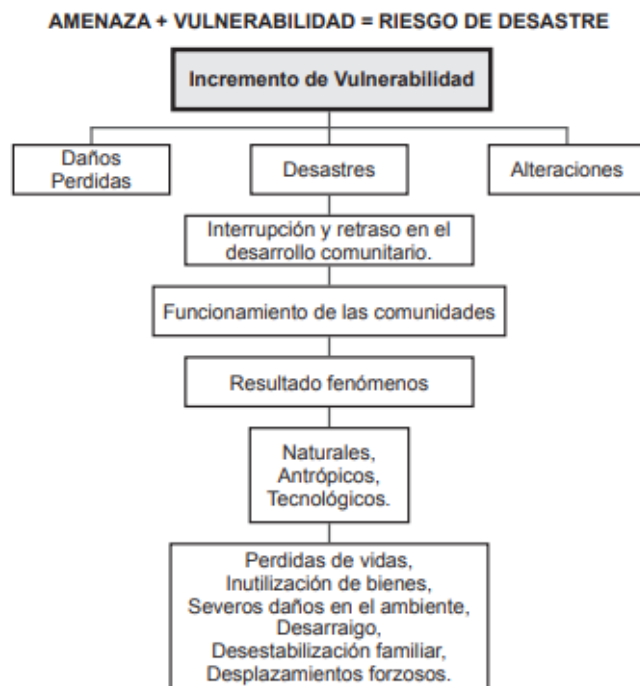 AMENAZA + VULNERABILIDAD = RIESGO DE DESASTRE
Incremento de Vulnerabilidad
Daños
Perdidas
Desastres
Alteraciones
Interrupción y retraso en el
desarrollo comunitario.
Funcionamiento de las comunidades
Resultado fenómenos
Naturales,
Antrópicos,
Tecnológicos.
Perdidas de vidas,
Inutilización de bienes,
Severos daños en el ambiente,
Desarraigo,
Desestabilización familiar,
Desplazamientos forzosos.